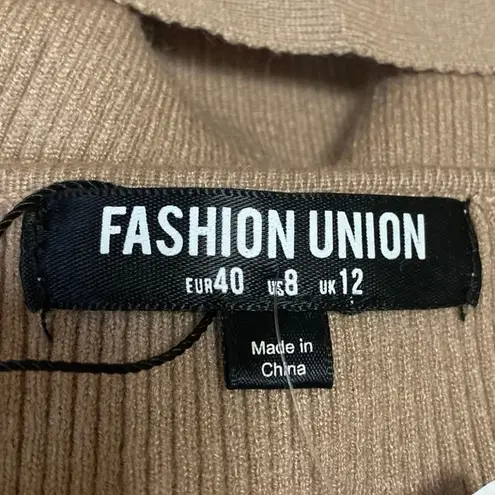 FASHION UNION
EUR40 US8 UK12
Made in
China